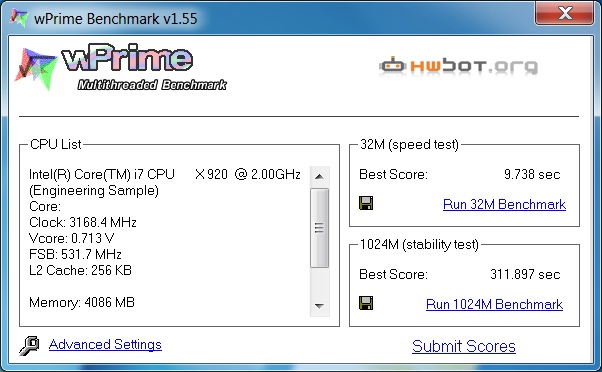 wPrime Benchmark v1.55
wPrime
Multithreaded Benchmark
HWBOT.ORG
CPU List
Intel(R) Core(TM) i7 CPU X 920 @ 2.00GHz
(Engineering Sample)
Core:
Clock: 3168.4 MHz
Vcore: 0.713 V
FSB: 531.7 MHz
L2 Cache: 256 KB
Memory: 4086 MB
32M (speed test)
Best Score: 9.738 sec
Run 32M Benchmark
1024M (stability test)
Best Score: 311.897 sec
Run 1024M Benchmark
Advanced Settings
Submit Scores